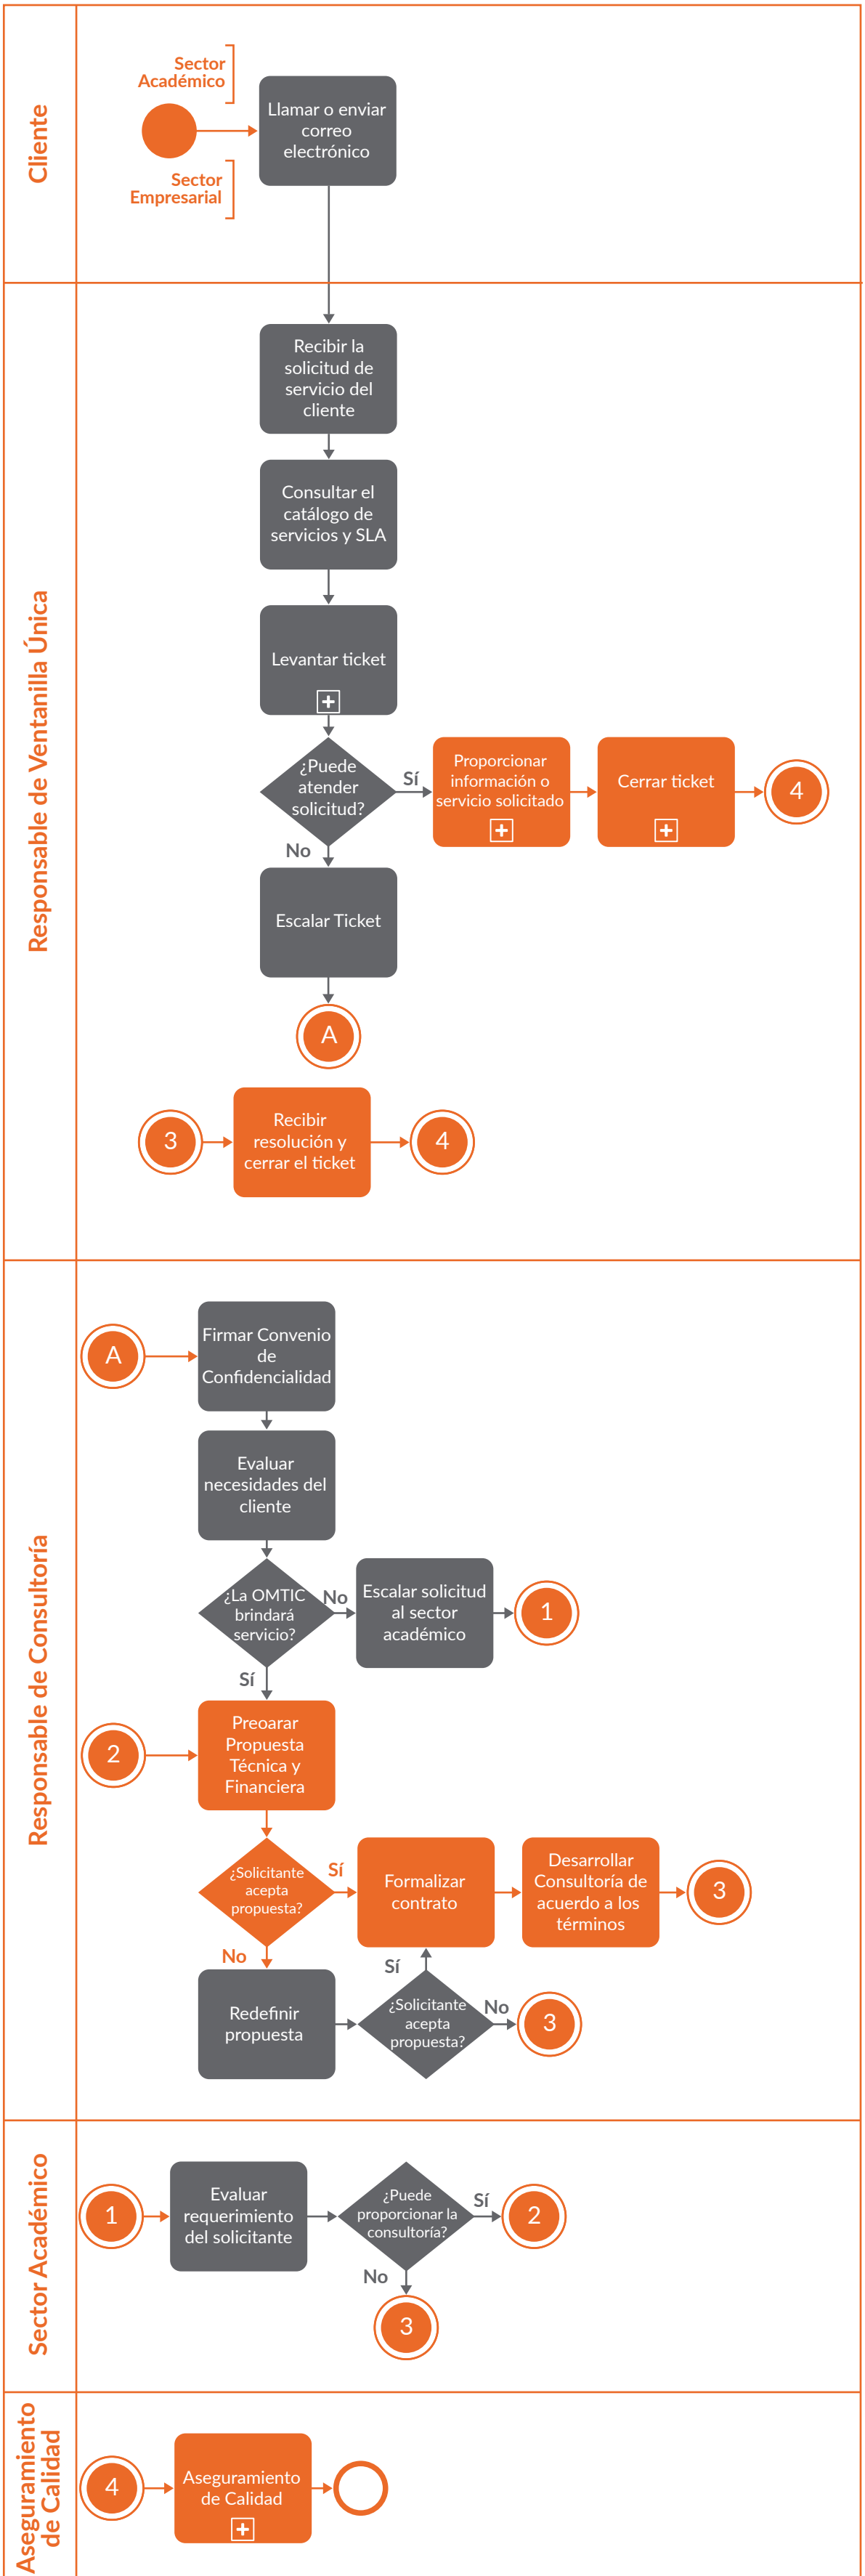 Cliente
Sector
Académico
Sector
Empresarial
Llamar o enviar
correo
electrónico
Responsable de Ventanilla Única
Recibir la
solicitud de
servicio del
cliente
Consultar el
catálogo de
servicios y SLA
Levantar ticket
¿Puede
atender
solicitud?
Sí
Proporcionar
información o
servicio solicitado
Cerrar ticket
4
No
Escalar Ticket
A
3
Recibir
resolución y
cerrar el ticket
4
Responsable de Consultoría
A
Firmar Convenio
de
Confidencialidad
Evaluar
necesidades del
cliente
¿La OMTIC
brindará
servicio?
No
Escalar solicitud
al sector
académico
1
Sí
2
Preoarar
Propuesta
Técnica y
Financiera
¿Solicitante
acepta
propuesta?
Sí
Formalizar
contrato
Desarrollar
Consultoría de
acuerdo a los
términos
3
No
Redefinir
propuesta
Sí
¿Solicitante
acepta
propuesta?
No
3
Sector Académico
1
Evaluar
requerimiento
del solicitante
¿Puede
proporcionar la
consultoría?
Sí
2
No
3
Aseguramiento
de Calidad
4
Aseguramiento
de Calidad